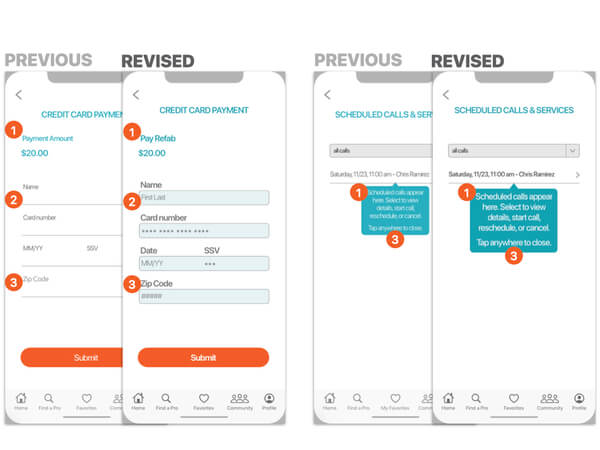 PREVIOUS
REVISED
CREDIT CARD PAYMEN
1
Payment Amount
$20.00
2
Name
Card number
MM/YY SSV
3
Zip Code
Submit
Home Find a Pro Favorites Comm
CREDIT CARD PAYMENT
1
Pay Refab
$20.00
Name
2
First Last
Card number
Date SSV
MM/YY
3
Zip Code
#####
Submit
Home Find a Pro Favorites Community Profile
PREVIOUS
REVISED
SCHEDULED CALLS & SERV
all calls
Saturday, 11/23, 11:00 am - Chris Ramirez
1
Scheduled calls appear
here. Select to view
details, start call,
reschedule, or cancel.
Tap anywhere to close.
3
Home Find a Pro My Favorites Comm
SCHEDULED CALLS & SERVICES
all calls
Saturday, 11/23, 11:00 am - Chris Ramirez
1
Scheduled calls appear
here. Select to view
details, start call,
reschedule, or cancel.
Tap anywhere to close.
3
Home Find a Pro Favorites Community Profile